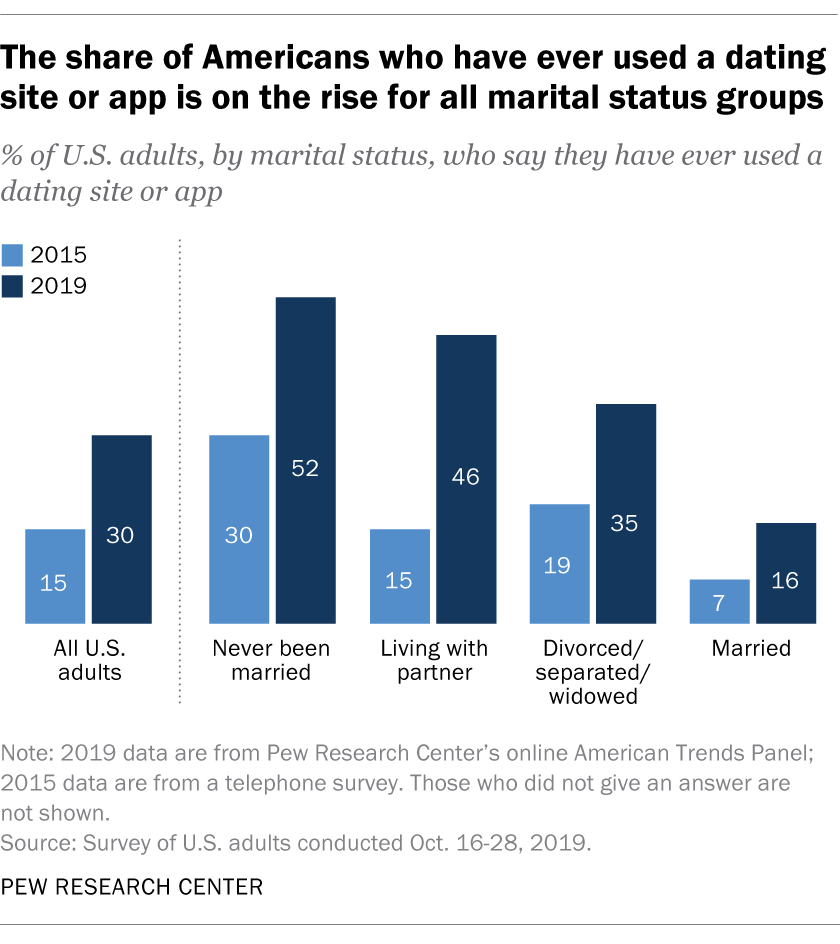 The share of Americans who have ever used a dating
site or app is on the rise for all marital status groups
% of U.S. adults, by marital status, who say they have ever used a
dating site or app
2015
2019
15
30
30
52
15
46
19
35
7
16
All U.S.
adults
Never been
married
Living with
partner
Divorced/
separated/
widowed
Married
Note: 2019 data are from Pew Research Center’s online American Trends Panel;
2015 data are from a telephone survey. Those who did not give an answer are
not shown.
Source: Survey of U.S. adults conducted Oct. 16-28, 2019.
PEW RESEARCH CENTER